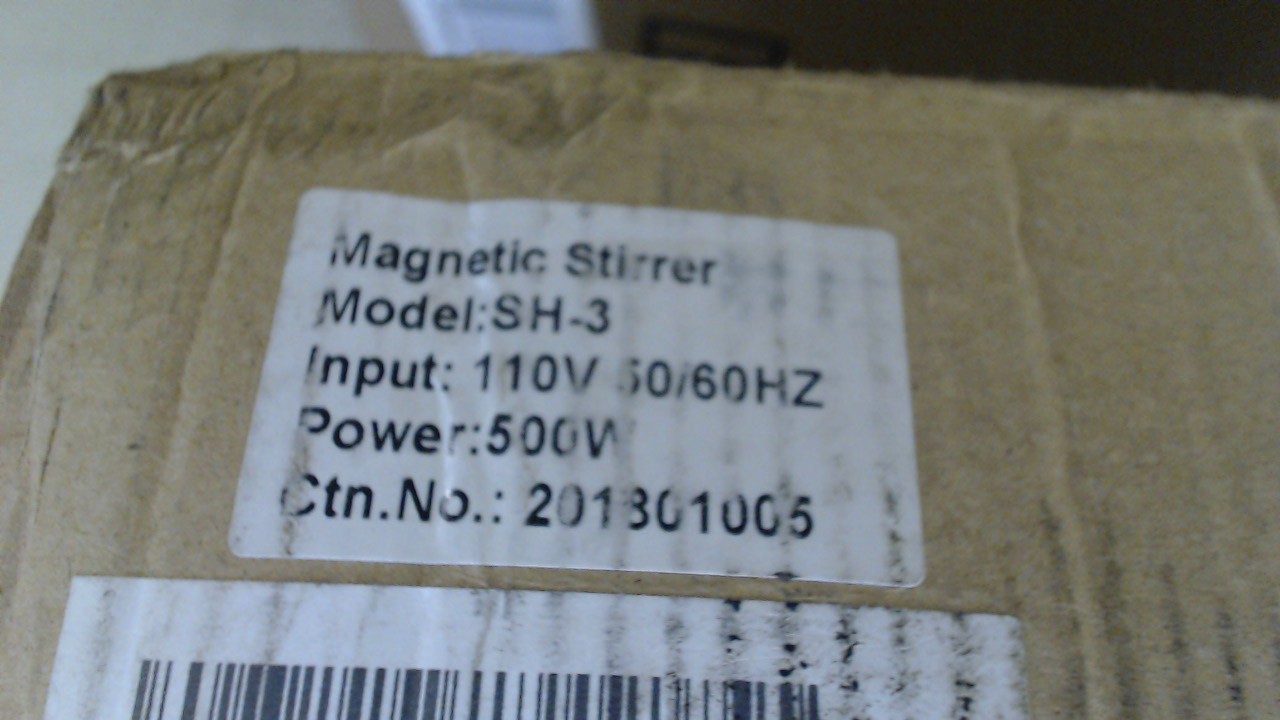 Magnetic Stirrer
Model:SH-3
Input: 110V 50/60HZ
Power:500W
Ctn.No.: 201801005